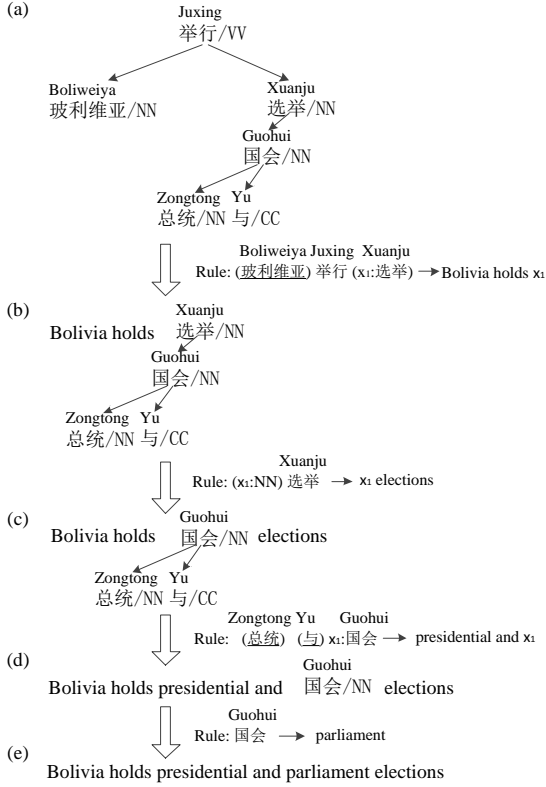 (a)
Juxing
举行/VV
Boliweiya Xuanju
玻利维亚/NN 选举/NN
Guohui
国会/NN
Zongtong Yu
总统/NN 与/CC
Boliweiya Juxing Xuanju
Rule: (玻利维亚) 举行 (x1:选举) → Bolivia holds x1
(b)
Xuanju
Bolivia holds 选举/NN
Guohui
国会/NN
Zongtong Yu
总统/NN 与/CC
Xuanju
Rule: (x1:NN) 选举 → x1 elections
(c)
Guohui
Bolivia holds 国会/NN elections
Zongtong Yu
总统/NN 与/CC
Zongtong Yu Guohui
Rule: (总统) (与) x1:国会 → presidential and x1
(d)
Guohui
Bolivia holds presidential and 国会/NN elections
Guohui
Rule: 国会 → parliament
(e)
Bolivia holds presidential and parliament elections